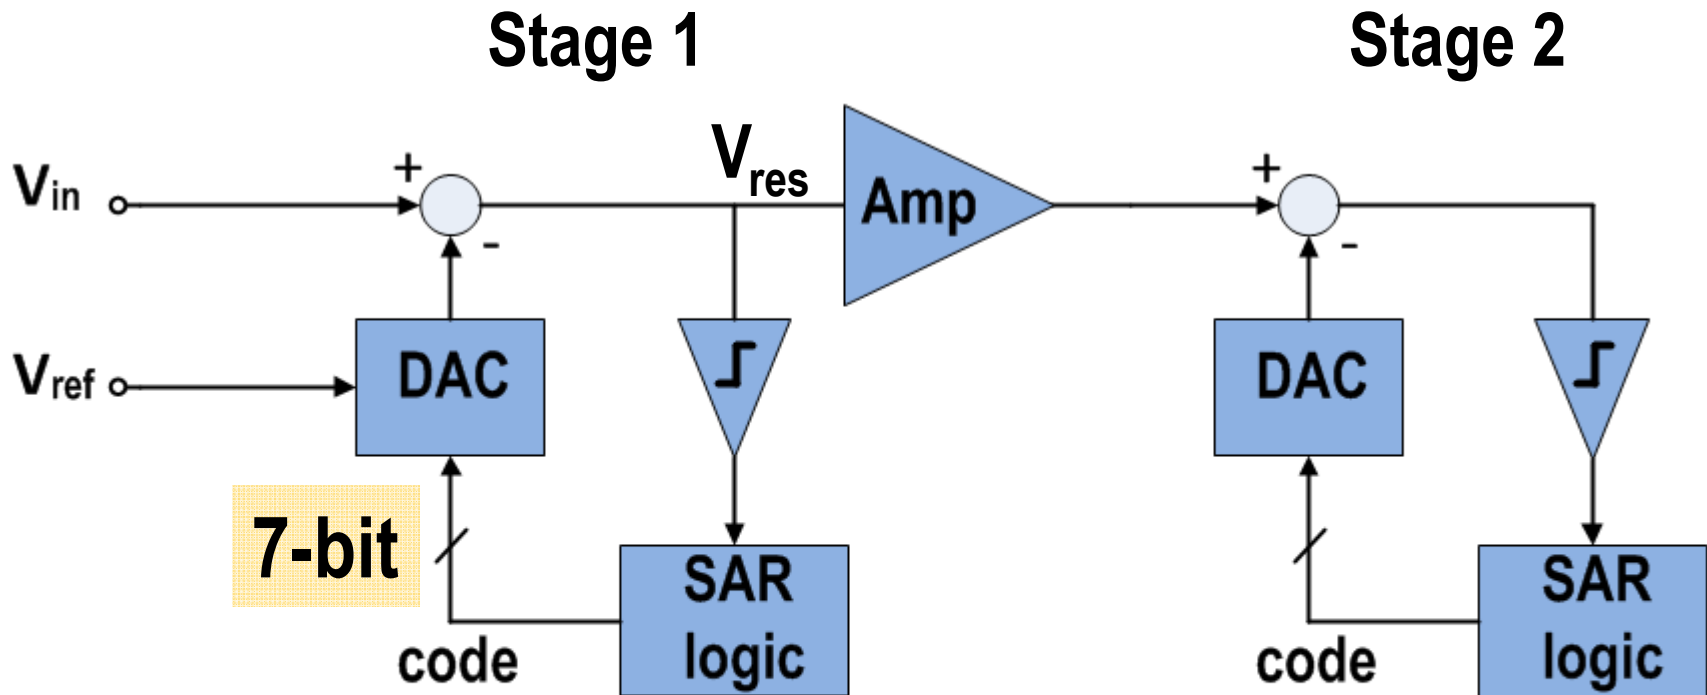 Stage 1
Stage 2
+
Vres
Amp
+
Vin
-
-
Vref
DAC
DAC
7-bit
SAR
logic
SAR
logic
code
code